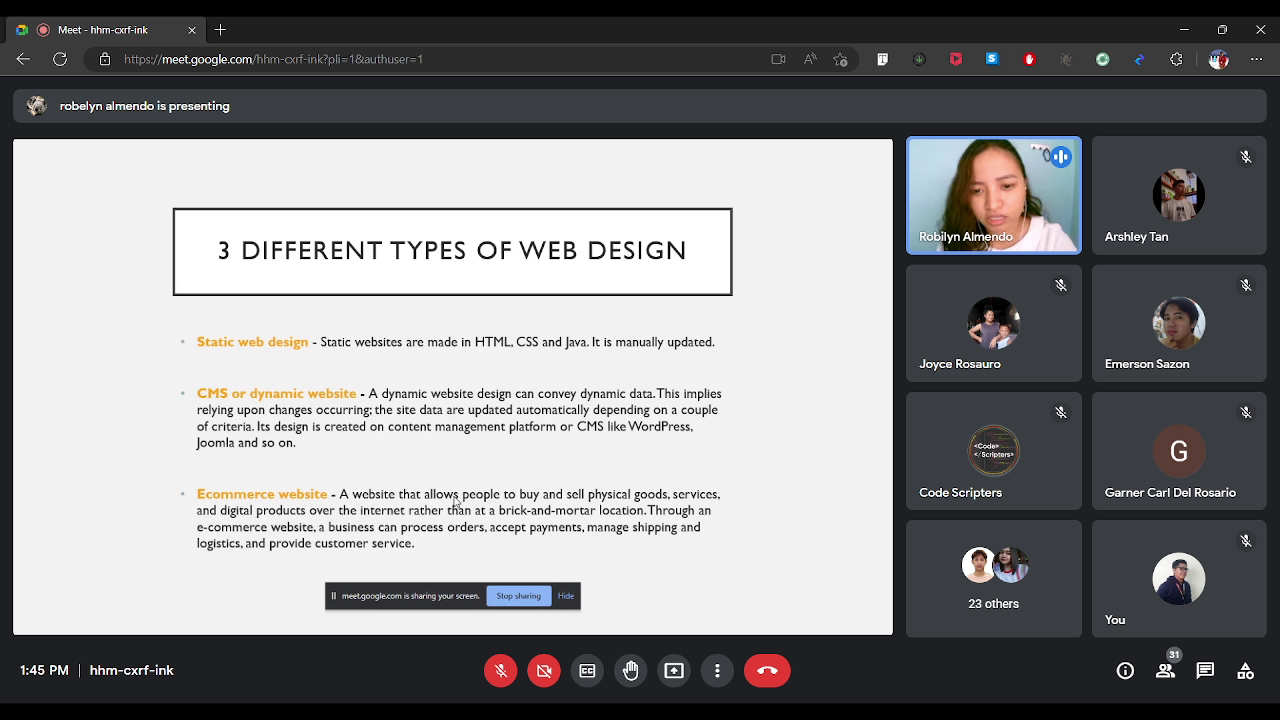 Meet - hhm-cxrf-ink
https://meet.google.com/hhm-cxrf-ink?pli=1&authuser=1
robelyn almendo is presenting
3 DIFFERENT TYPES OF WEB DESIGN
Static web design - Static websites are made in HTML, CSS and Java. It is manually updated.
CMS or dynamic website - A dynamic website design can convey dynamic data. This implies
relying upon changes occurring; the site data are updated automatically depending on a couple
of criteria. Its design is created on content management platform or CMS like WordPress,
Joomla and so on.
Ecommerce website - A website that allows people to buy and sell physical goods, services,
and digital products over the internet rather than at a brick-and-mortar location. Through an
e-commerce website, a business can process orders, accept payments, manage shipping and
logistics, and provide customer service.
meet.google.com is sharing your screen. Stop sharing Hide
Robilyn Almendo
Arshley Tan
Joyce Rosauro
Emerson Sazon
<Code>
</Scripters>
Code Scripters
G
Garner Carl Del Rosario
23 others
You
1:45 PM | hhm-cxrf-ink
31